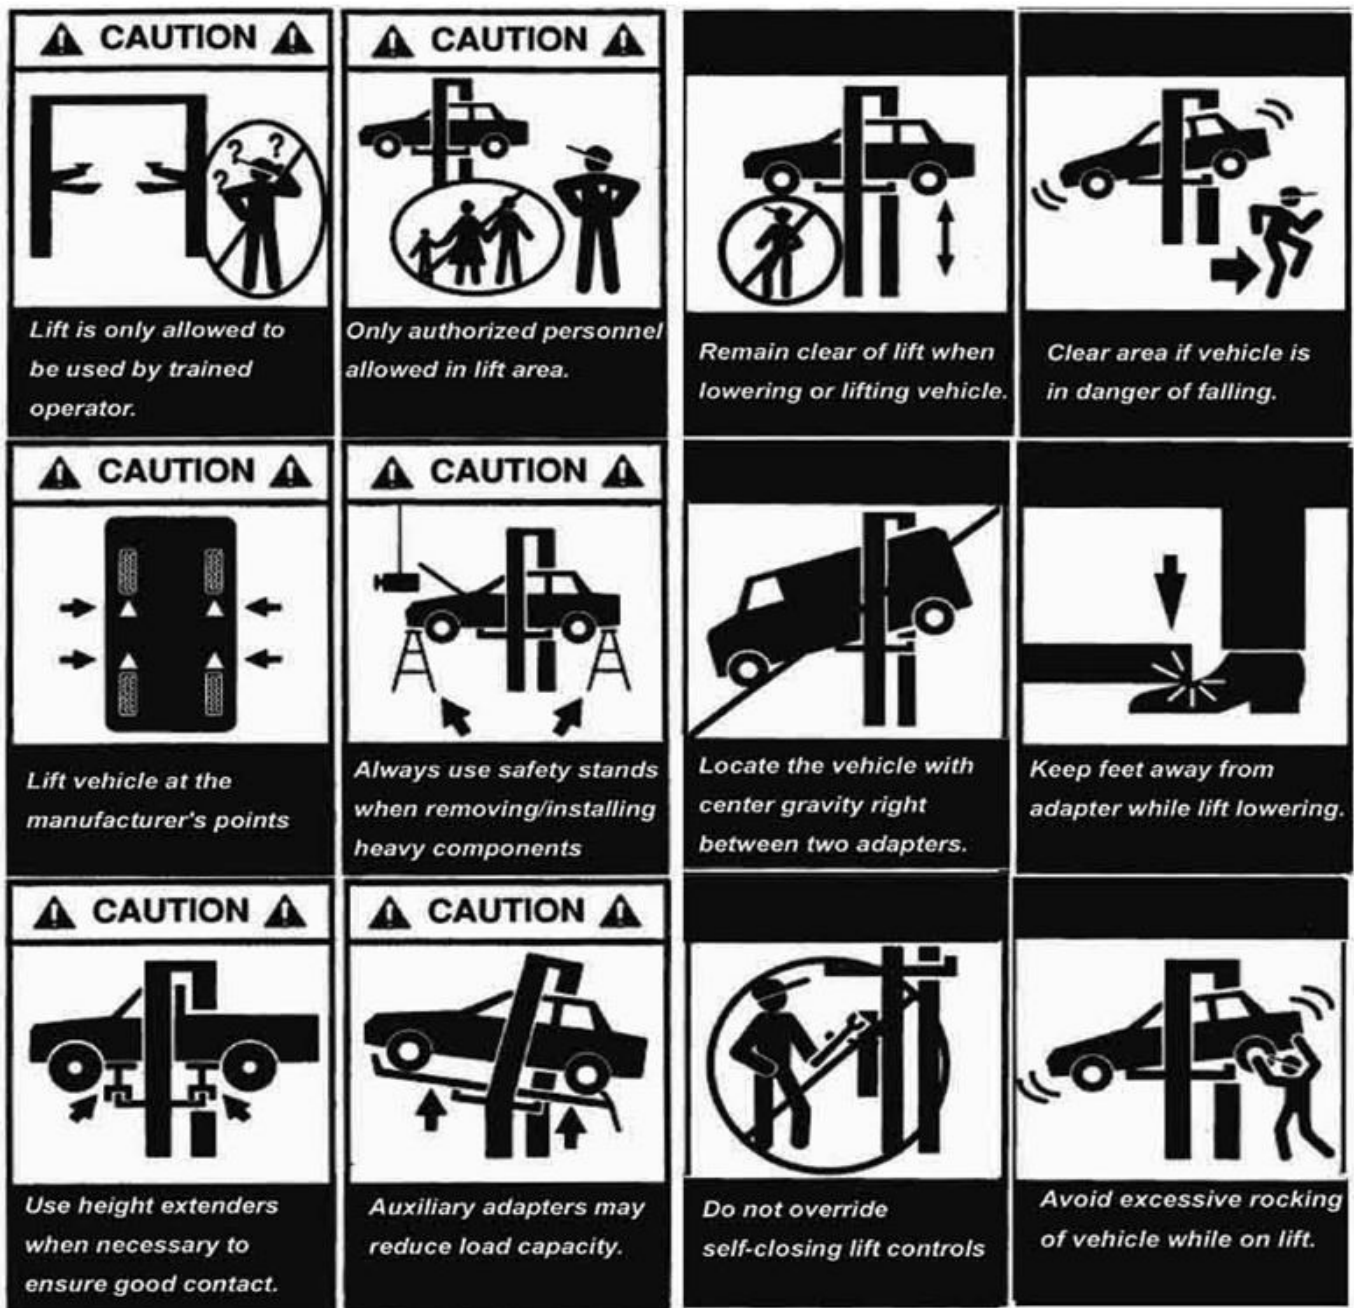 CAUTION
Lift is only allowed to
be used by trained
operator.
CAUTION
Only authorized personnel
allowed in lift area.
Remain clear of lift when
lowering or lifting vehicle.
Clear area if vehicle is
in danger of falling.
CAUTION
Lift vehicle at the
manufacturer's points
CAUTION
Always use safety stands
when removing/installing
heavy components
Locate the vehicle with
center gravity right
between two adapters.
Keep feet away from
adapter while lift lowering.
CAUTION
Use height extenders
when necessary to
ensure good contact.
CAUTION
Auxiliary adapters may
reduce load capacity.
Do not override
self-closing lift controls
Avoid excessive rocking
of vehicle while on lift.
? ? ?